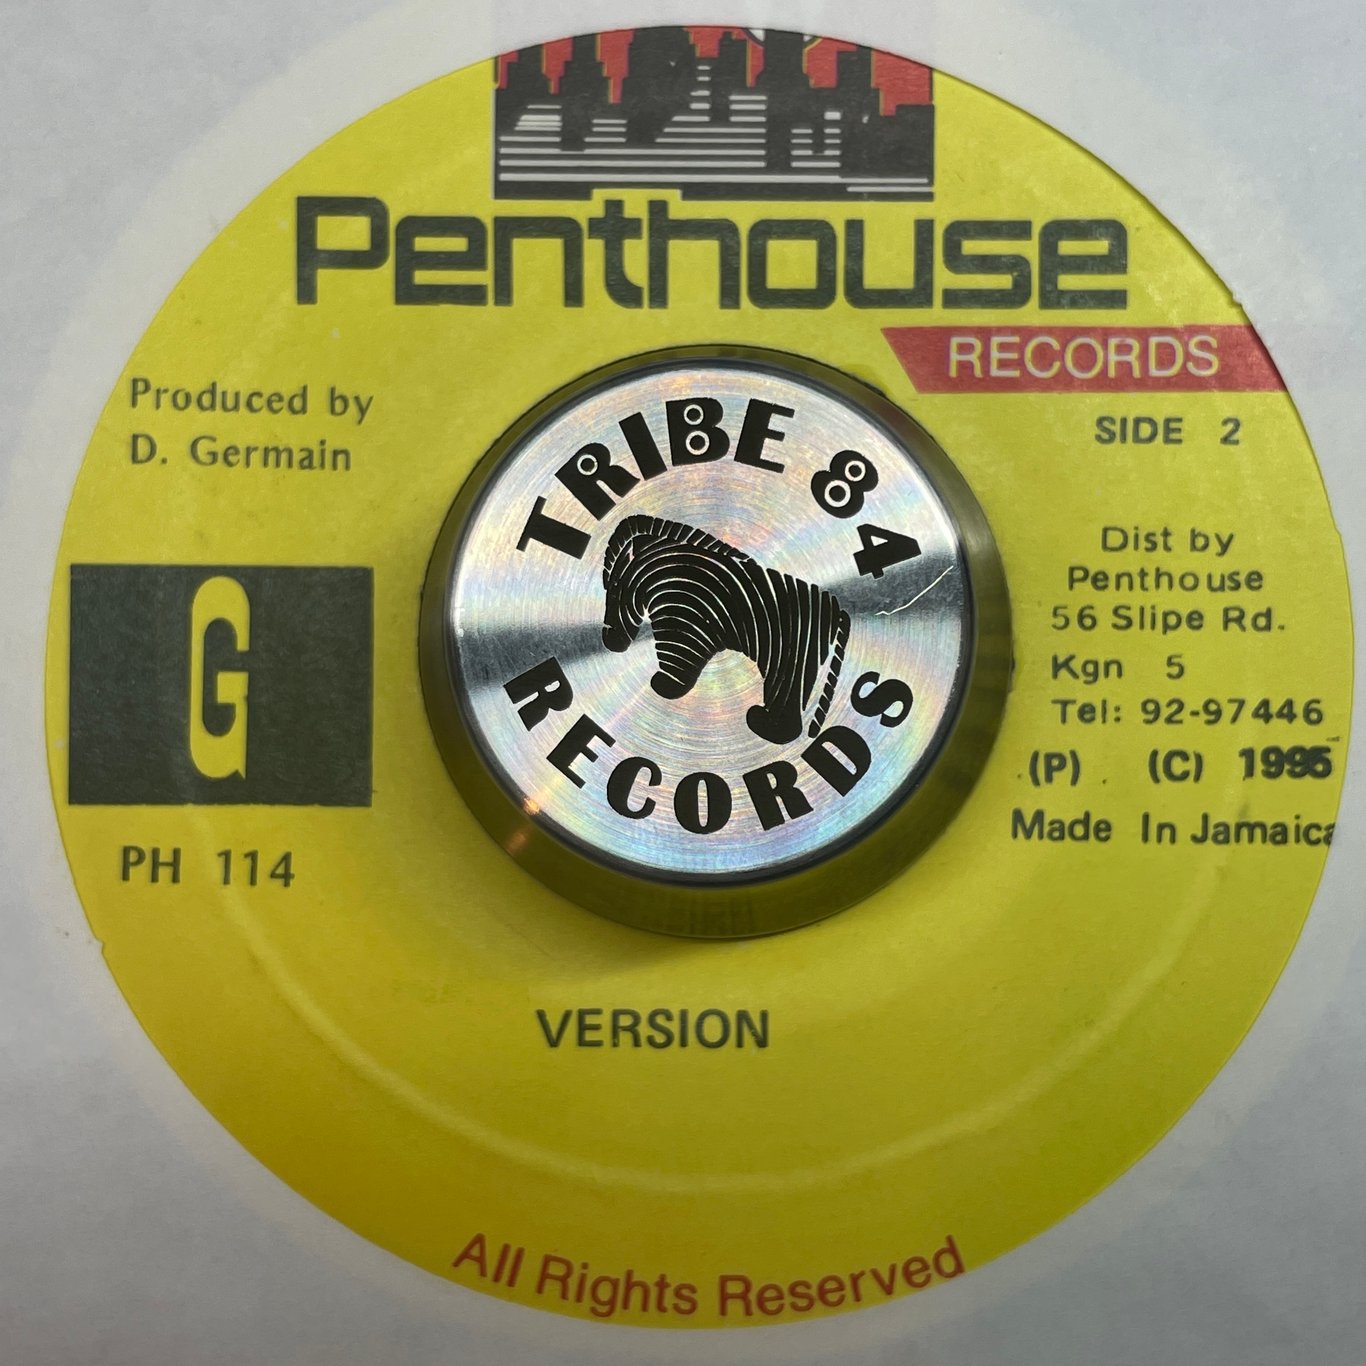 Penthouse
RECORDS
SIDE 2
Produced by
D. Germain
G
PH 114
TRIBE 84
RECORDS
Dist by
Penthouse
56 Slipe Rd.
Kgn 5
Tel: 92-97446
(P) . (C) 1995
Made In Jamaica
VERSION
All Rights Reserved